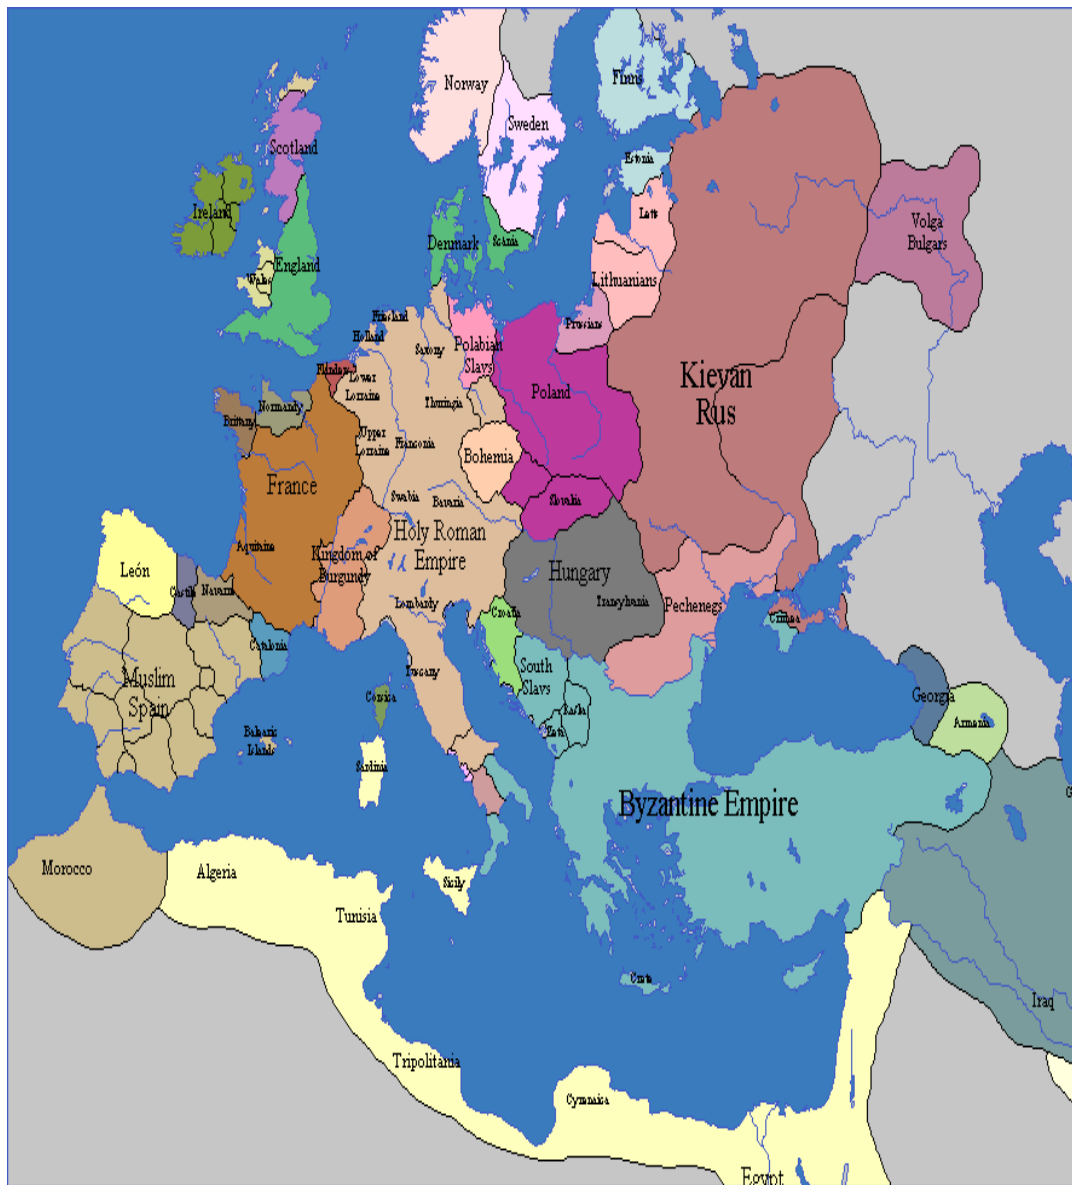 Norway
Finns
Sweden
Scotland
Estonia
Ireland
Letts
Volga
Bulgars
Denmark
Scania
England
Wales
Lithuanians
Friesland
Prussians
Holland
Saxony
Polabian
Slavs
Flanders
Lower
Lorraine
Kievan
Rus
Poland
Thuringia
Normandy
Brittany
Upper
Lorraine
Franconia
Bohemia
France
Swabia
Bavaria
Slovakia
Holy Roman
Empire
Aquitaine
Kingdom of
Burgundy
Hungary
León
Castile
Navarre
Transylvania
Lombardy
Croatia
Pechenegs
Crimea
Catalonia
Muslim
Spain
Tuscany
South
Slavs
Corsica
Raska
Georgia
Armenia
Balearic
Islands
Zeta
Sardinia
Byzantine Empire
Morocco
Algeria
Sicily
Tunisia
Crete
Iraq
Tripolitania
Cyrenaica
Egypt